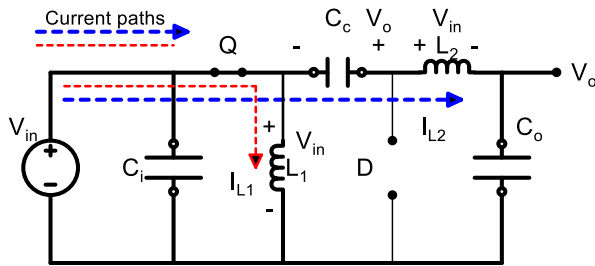 Current paths
Q
- Cc Vo
+
Vin
+ L2 -
Vo
Vin
+
-
Ci
IL1
+ Vin
L1
-
D
IL2
Co